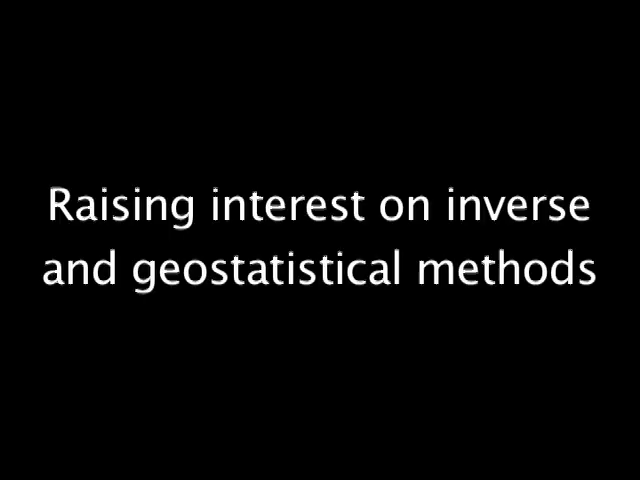 Raising interest on inverse
and geostatistical methods